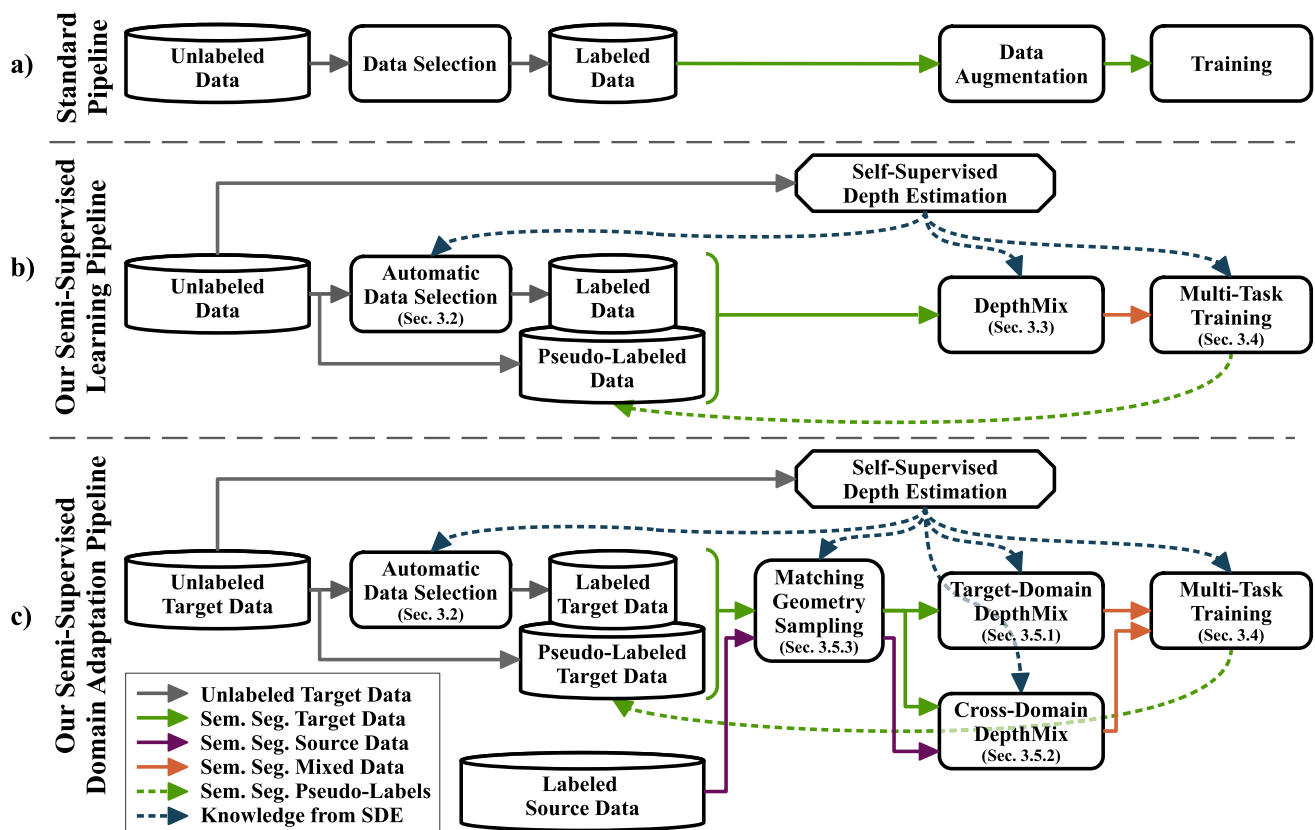 a)
Standard
Pipeline
Unlabeled
Data
Data Selection
Labeled
Data
Data
Augmentation
Training
b)
Our Semi-Supervised
Learning Pipeline
Self-Supervised
Depth Estimation
Unlabeled
Data
Automatic
Data Selection
(Sec. 3.2)
Labeled
Data
Pseudo-Labeled
Data
DepthMix
(Sec. 3.3)
Multi-Task
Training
(Sec. 3.4)
c)
Our Semi-Supervised
Domain Adaptation Pipeline
Self-Supervised
Depth Estimation
Unlabeled
Target Data
Automatic
Data Selection
(Sec. 3.2)
Labeled
Target Data
Pseudo-Labeled
Target Data
Matching
Geometry
Sampling
(Sec. 3.5.3)
Target-Domain
DepthMix
(Sec. 3.5.1)
Multi-Task
Training
(Sec. 3.4)
Cross-Domain
DepthMix
(Sec. 3.5.2)
Labeled
Source Data
Unlabeled Target Data
Sem. Seg. Target Data
Sem. Seg. Source Data
Sem. Seg. Mixed Data
Sem. Seg. Pseudo-Labels
Knowledge from SDE